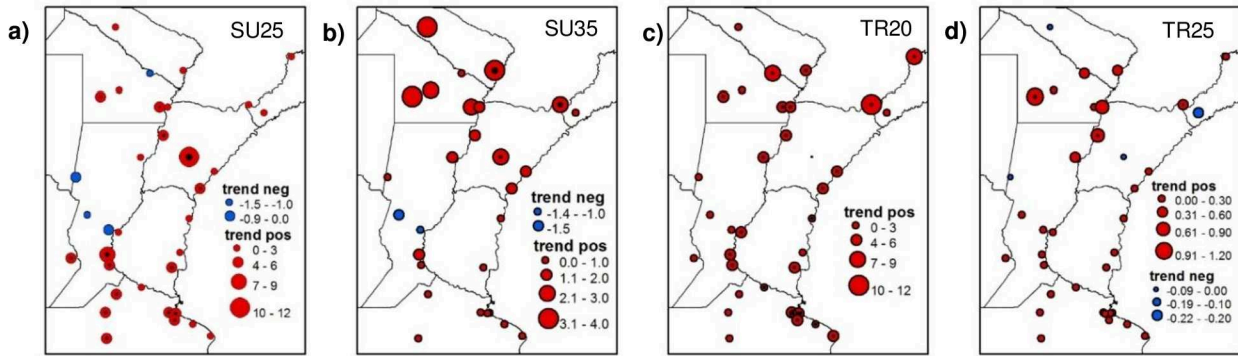 a)
SU25
trend neg
-1.5 - -1.0
-0.9 - 0.0
trend pos
0 - 3
4 - 6
7 - 9
10 - 12
b)
SU35
trend neg
-1.4 - -1.0
-1.5
trend pos
0.0 - 1.0
1.1 - 2.0
2.1 - 3.0
3.1 - 4.0
c)
TR20
trend pos
0 - 3
4 - 6
7 - 9
10 - 12
d)
TR25
trend pos
0.00 - 0.30
0.31 - 0.60
0.61 - 0.90
0.91 - 1.20
trend neg
-0.09 - 0.00
-0.19 - -0.10
-0.22 - -0.20